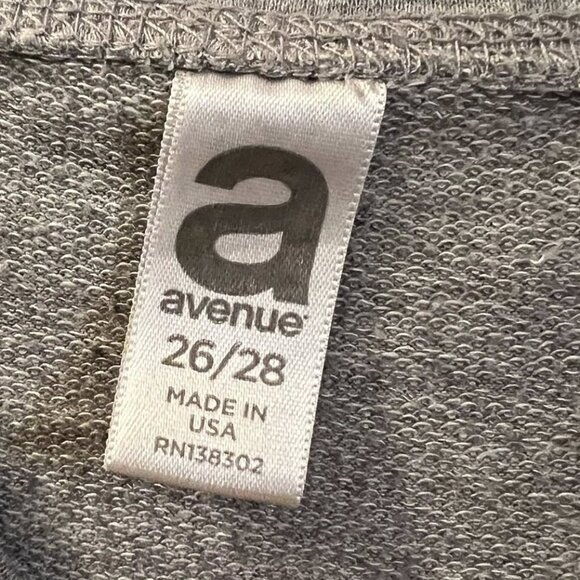 a
avenue
26/28
MADE IN
USA
RN138302